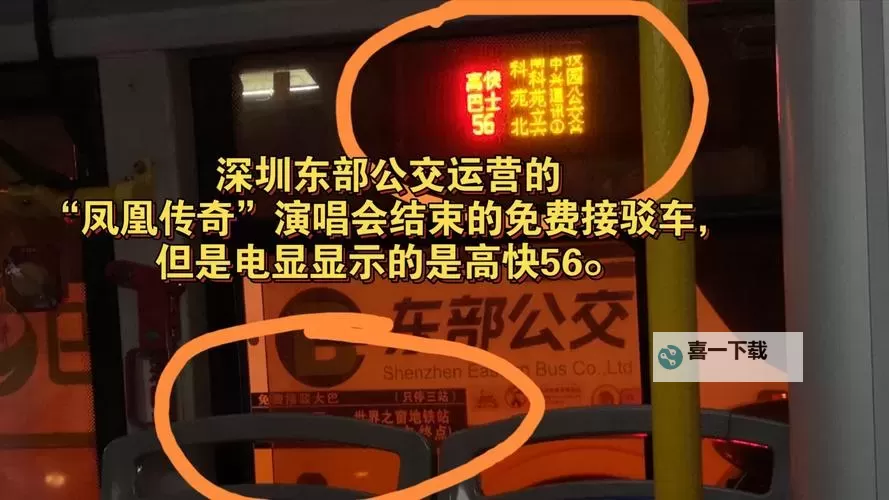 高快
巴士
56
科苑北
科苑立交
中兴通讯①
深圳东部公交运营的
“凤凰传奇”演唱会结束的免费接驳车，
但是电显显示的是高快56。
东部公交
Shenzhen Eastern Bus Co.,Ltd
喜一下载
免费接驳大巴
（只停三站）
世界之窗地铁站
终点）